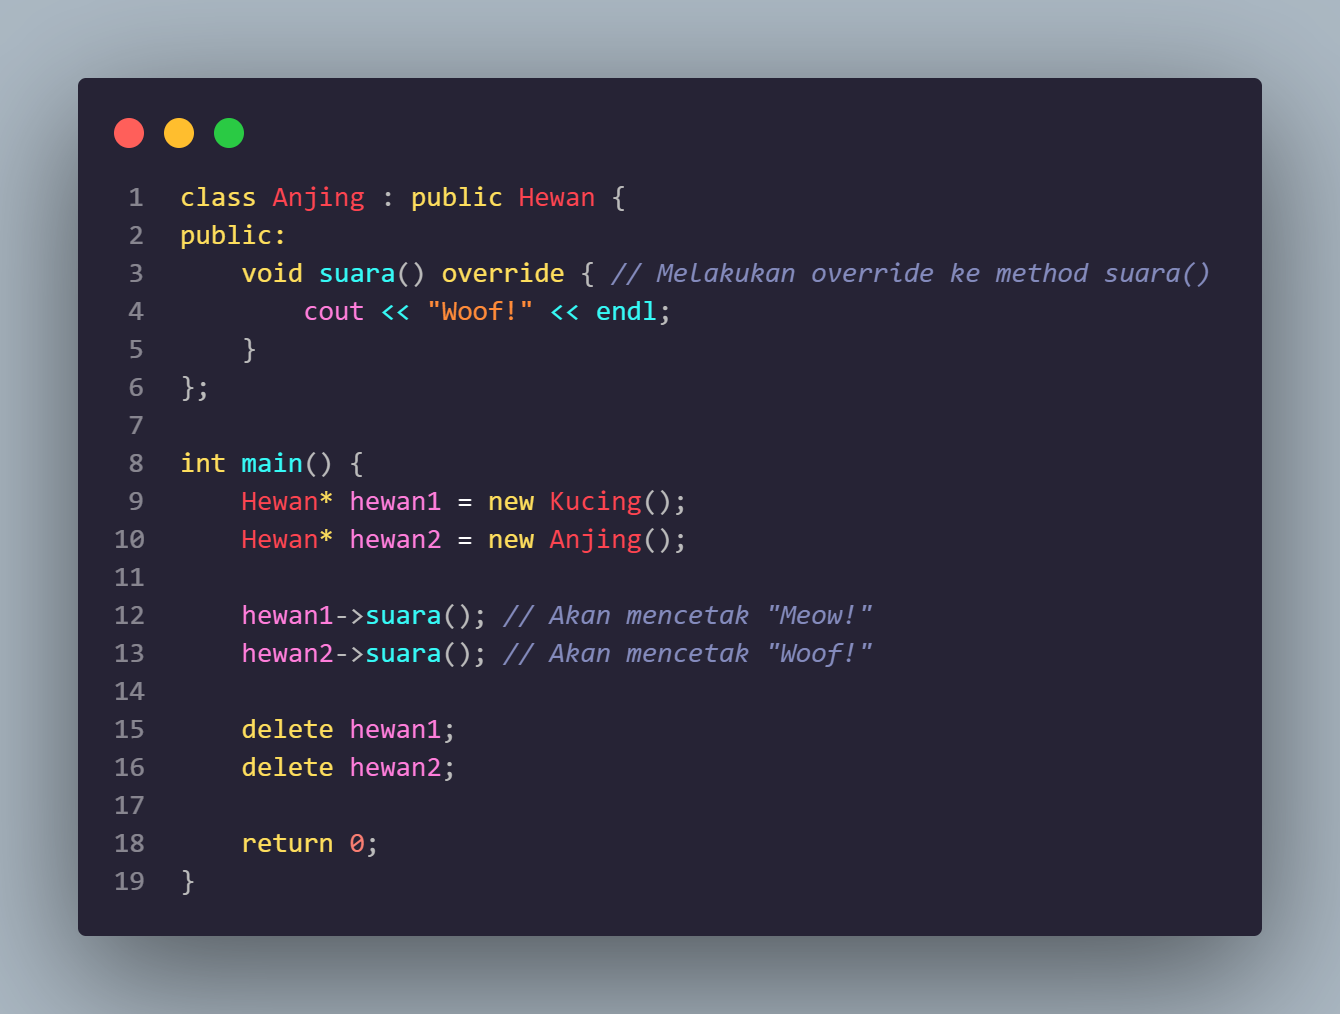 1 class Anjing : public Hewan {
2 public:
3     void suara() override { // Melakukan override ke method suara()
4         cout << "Woof!" << endl;
5     }
6 };
7
8 int main() {
9     Hewan* hewan1 = new Kucing();
10     Hewan* hewan2 = new Anjing();
11
12     hewan1->suara(); // Akan mencetak "Meow!"
13     hewan2->suara(); // Akan mencetak "Woof!"
14
15     delete hewan1;
16     delete hewan2;
17
18     return 0;
19 }